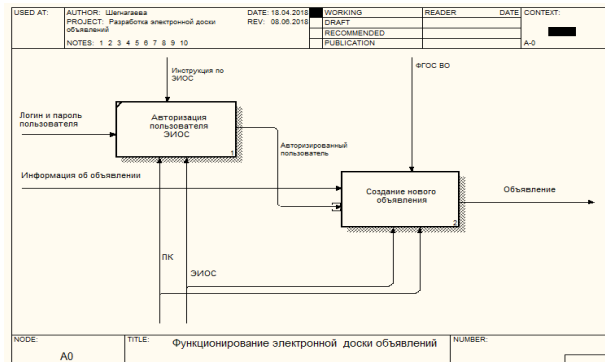 USED AT:
AUTHOR: Шегнагаева
DATE: 18.04.2018
WORKING
READER
DATE
CONTEXT:
PROJECT: Разработка электронной доски
объявлений
REV: 08.06.2018
DRAFT
RECOMMENDED
NOTES: 1 2 3 4 5 6 7 8 9 10
PUBLICATION
A-0
Инструкция по
ЭИОС
ФГОС ВО
Логин и пароль
пользователя
Авторизация
пользователя
ЭИОС
1
Авторизированный
пользователь
Информация об объявлении
Создание нового
объявления
2
Объявление
ПК
ЭИОС
NODE:
A0
TITLE:
Функционирование электронной доски объявлений
NUMBER: